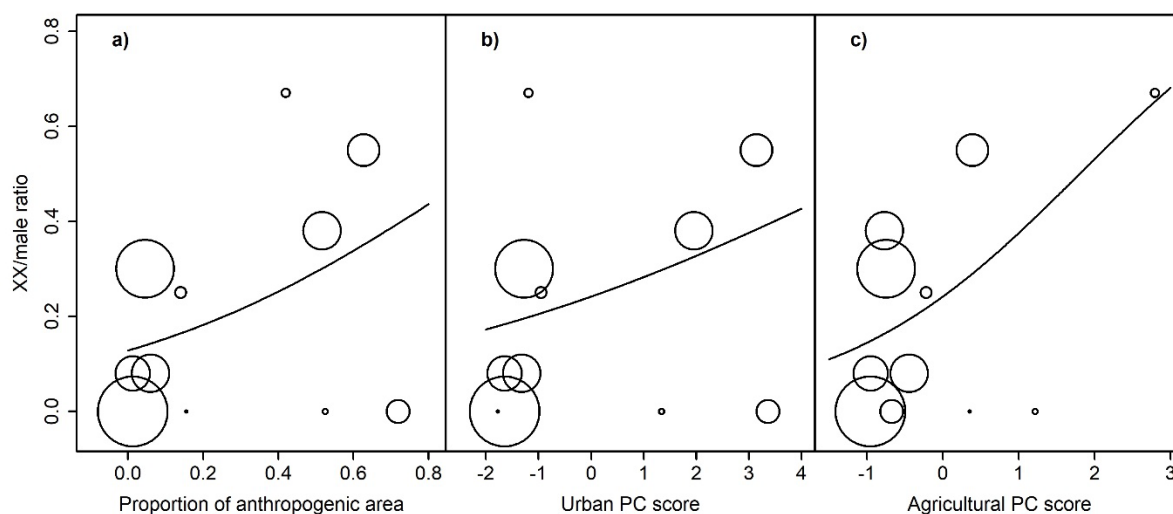 a) b) c)
XX/male ratio
0.8
0.6
0.4
0.2
0.0
0.0 0.2 0.4 0.6 0.8 -2 -1 0 1 2 3 4 -1 0 1 2 3
Proportion of anthropogenic area Urban PC score Agricultural PC score